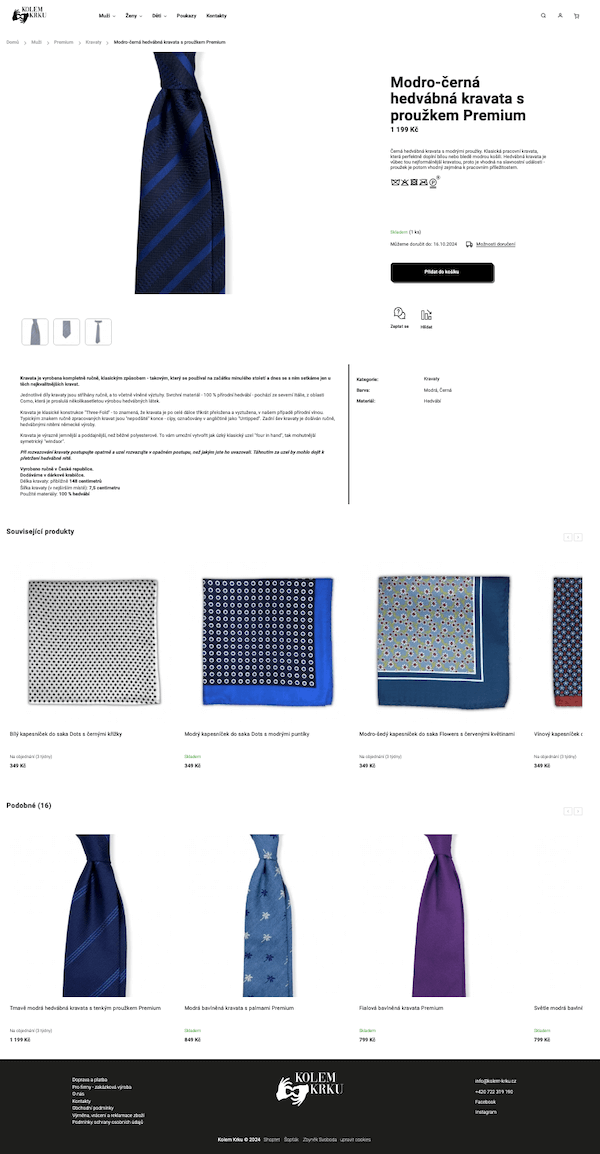 KOLEM
KRKU
Muži Ženy Děti Poukazy Kontakty
Domů Muži Premium Kravaty Modro-černá hedvábná kravata s proužkem Premium
Modro-černá
hedvábná kravata s
proužkem Premium
1 199 Kč
Černá hedvábná kravata s modrými proužky. Klasická pracovní kravata,
která perfektně doplní bílou nebo bledě modrou košili. Hedvábná kravata je
vůbec tou nejformálnější kravatou, proto je vhodná na slavnostní události -
proužek je potom vhodný zejména k pracovním příležitostem.
Skladem (1 ks)
Můžeme doručit do: 16.10.2024 Možnosti doručení
Přidat do košíku
Zeptat se Hlídat
Kravata je vyrobena kompletně ručně, klasickým způsobem - takovým, který se používal na začátku minulého století a dnes se s ním setkáme jen u
těch nejkvalitnějších kravat.
Jednotlivé díly kravaty jsou stříhány ručně, a to včetně vlněné výztuhy. Svrchní materiál - 100 % přírodní hedvábí - pochází ze severní Itálie, z oblasti
Como, která je proslulá několikasetletou výrobou hedvábných látek.
Kravata je klasické konstrukce "Three-Fold" - to znamená, že kravata je po celé délce třikrát přeložena a vyztužena, v našem případě přírodní vlnou.
Typickým znakem ručně zpracovaných kravat jsou "nepodšité" konce - cípy, označovány v angličtině jako "Untipped". Zadní šev kravaty je došíván ručně,
hedvábnými nitěmi německé výroby.
Kravata je výrazně jemnější a poddajnější, než běžné polyesterové. To vám umožní vytvořit jak úzký klasický uzel "four in hand", tak mohutnější
symetrický "windsor".
Při rozvazování kravaty postupujte opatrně a uzel rozvazujte v opačném postupu, než jakým jste ho uvazovali. Táhnutím za uzel by mohlo dojít k
přetržení hedvábné nitě.
Vyrobeno ručně v České republice.
Dodáváme v dárkové krabičce.
Délka kravaty: přibližně 148 centimetrů
Šířka kravaty (v nejširším místě): 7,5 centimetru
Použité materiály: 100 % hedvábí
Kategorie: Kravaty
Barva: Modrá, Černá
Materiál: Hedvábí
Související produkty
Bílý kapesníček do saka Dots s černými křížky
Modrý kapesníček do saka Dots s modrými puntíky
Modro-šedý kapesníček do saka Flowers s červenými květinami
Vínový kapesníček
Na objednání (3 týdny)
Skladem
Na objednání (3 týdny)
Na objednání (3 týdny)
349 Kč
349 Kč
349 Kč
349 Kč
Podobné (16)
Tmavě modrá hedvábná kravata s tenkým proužkem Premium
Modrá bavlněná kravata s palmami Premium
Fialová bavlněná kravata Premium
Světle modrá
Na objednání (3 týdny)
Skladem
Skladem
Skladem
1 199 Kč
849 Kč
799 Kč
799 Kč
Doprava a platba
Pro firmy - zakázková výroba
O nás
Kontakty
Obchodní podmínky
Výměna, vrácení a reklamace zboží
Podmínky ochrany osobních údajů
KOLEM
KRKU
info@kolem-krku.cz
+420 722 319 190
Facebook
Instagram
Kolem Krku © 2024 Shoptet Šoplák Zbyněk Svoboda upravit cookies